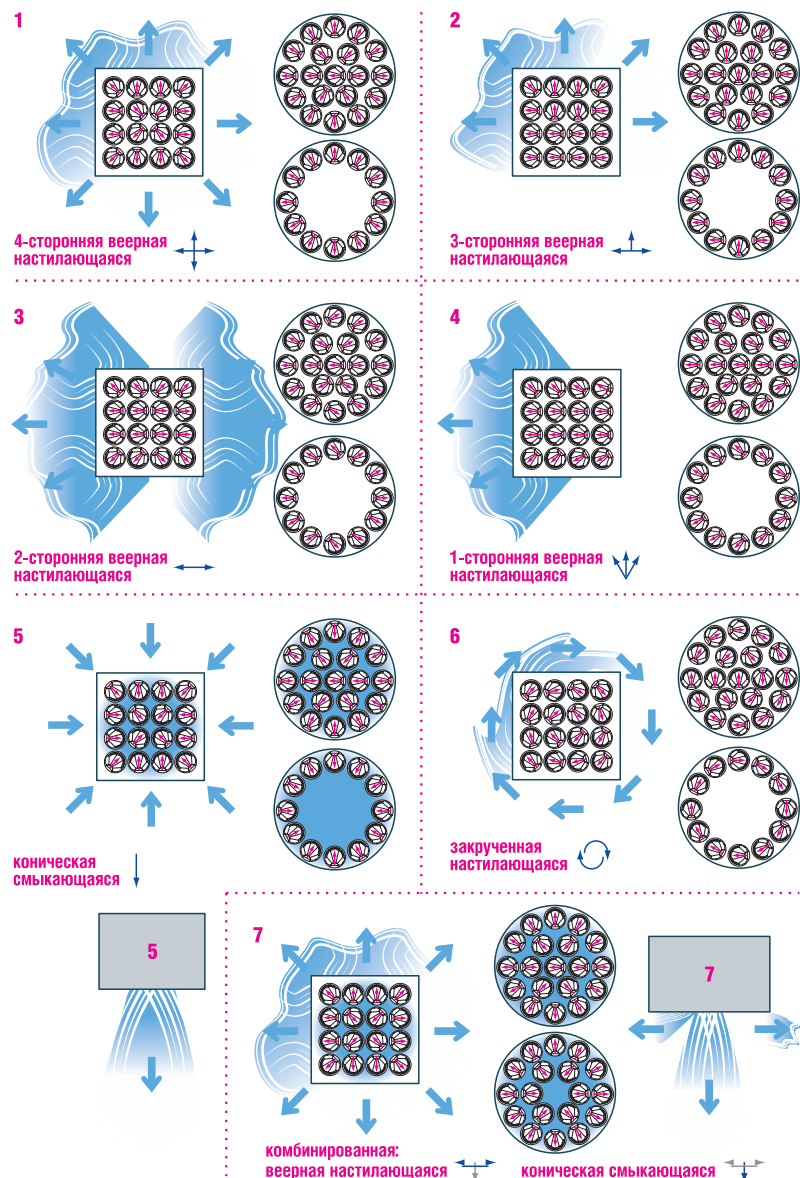 1
4-сторонняя веерная
настилающаяся
2
3-сторонняя веерная
настилающаяся
3
2-сторонняя веерная
настилающаяся
4
1-сторонняя веерная
настилающаяся
5
коническая
смыкающаяся
6
закрученная
настилающаяся
5
7
7
комбинированная:
веерная настилающаяся
коническая смыкающаяся